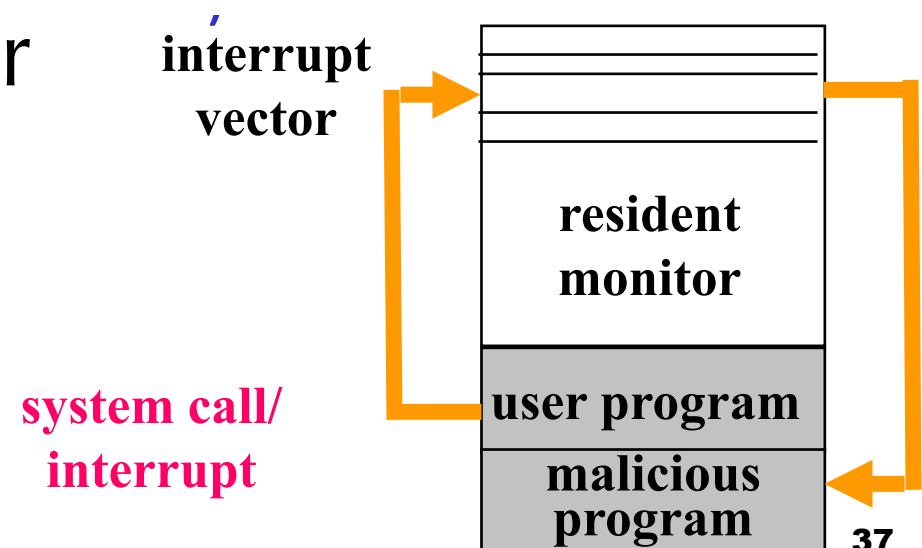 r
interrupt
vector
resident
monitor
system call/
interrupt
user program
malicious
program
37